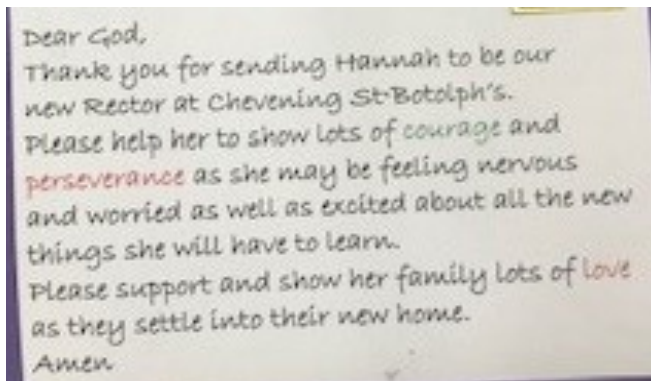 Dear God,
Thank you for sending Hannah to be our
new Rector at Chevening St Botolph's.
Please help her to show lots of courage and
perseverance as she may be feeling nervous
and worried as well as excited about all the new
things she will have to learn.
Please support and show her family lots of love
as they settle into their new home.
Amen